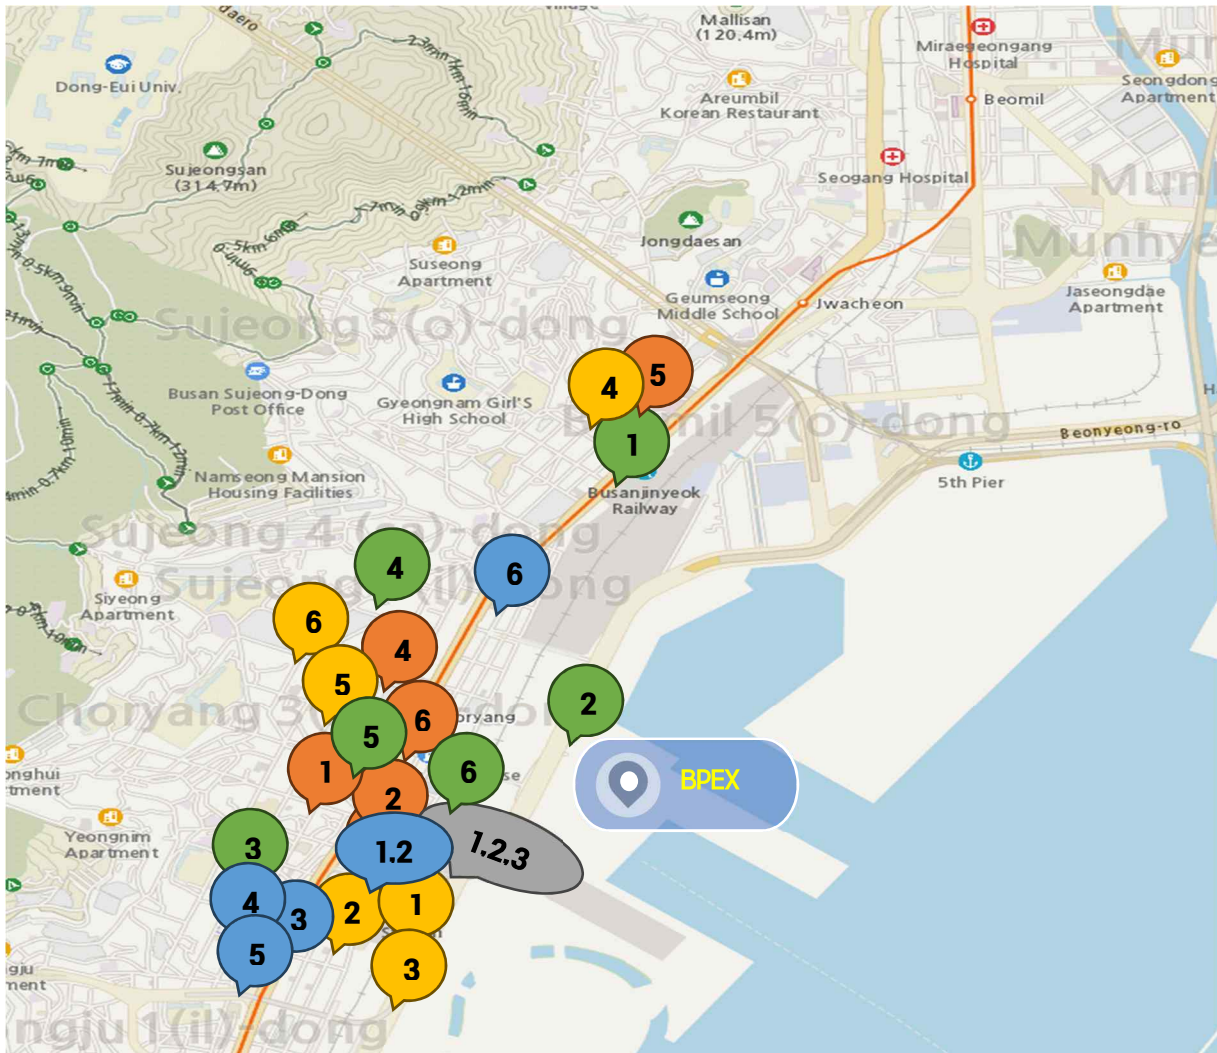 daero
Village
Mallisan
(120.4m)
Miraegeongang
Hospital
Seongdong
Apartment
Dong-Eui Univ.
Areumbil
Korean Restaurant
Beomil
Sujeongsan
(314.7m)
Seogang Hospital
Jongdaesan
Munhye
Suseong
Apartment
Geumseong
Middle School
Jwacheon
Jaseongdae
Apartment
Sujeong 5(o)-dong
Busan Sujeong-Dong
Post Office
Gyeongnam Girl'S
High School
4
5
1
5(o)-dong
Beonyeong-ro
Namseong Mansion
Housing Facilities
Busanjinyeok
Railway
5th Pier
Sujeong 4
-dong
4
6
Siyeong
Apartment
6
4
5
2
Choryang 3
6
5
1
6
BPEX
2
Yeongnim
Apartment
3
1.2
1.2.3
4
3
2
1
5
3
1(il)-dong